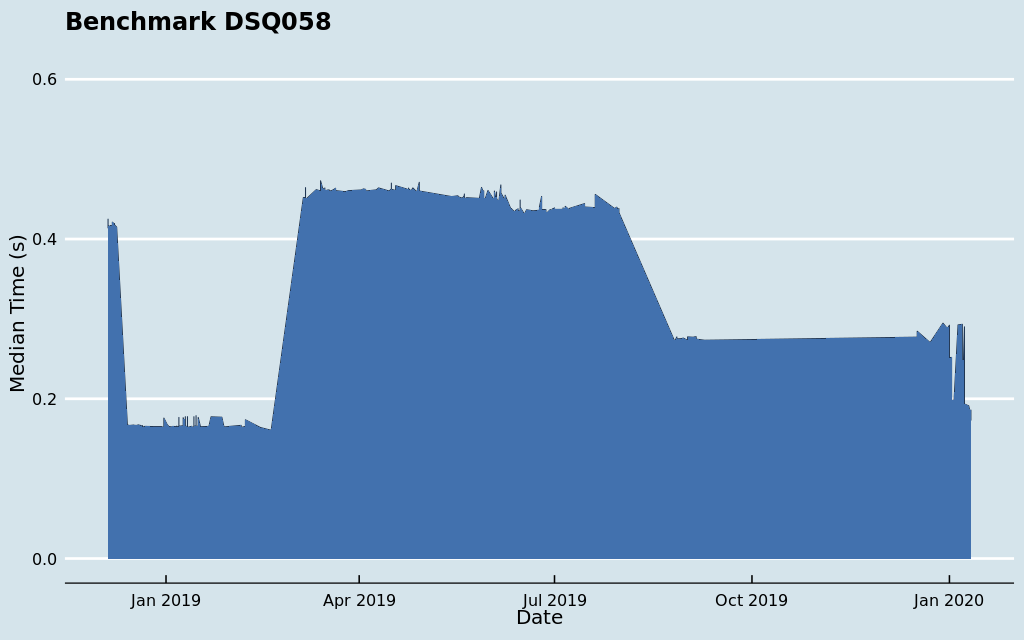 Benchmark DSQ058
0.6
0.4
0.2
0.0
Median Time (s)
Jan 2019
Apr 2019
Jul 2019
Oct 2019
Jan 2020
Date